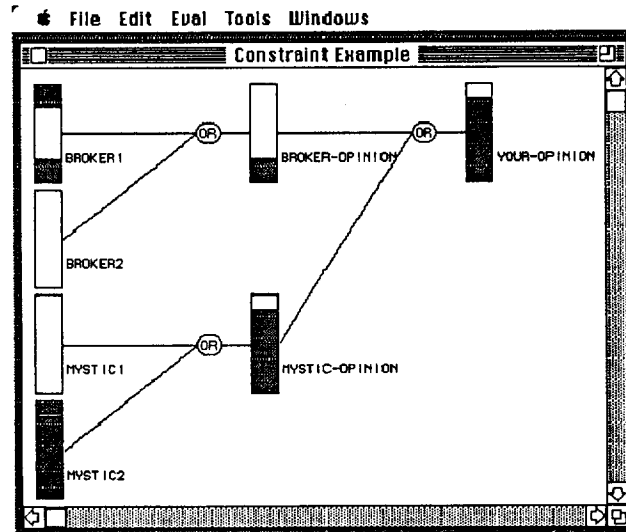 File Edit Eval Tools Windows
Constraint Example
OR
OR
BROKER1
BROKER-OPINION
YOUR-OPINION
BROKER2
OR
MYSTIC1
MYSTIC-OPINION
MYSTIC2